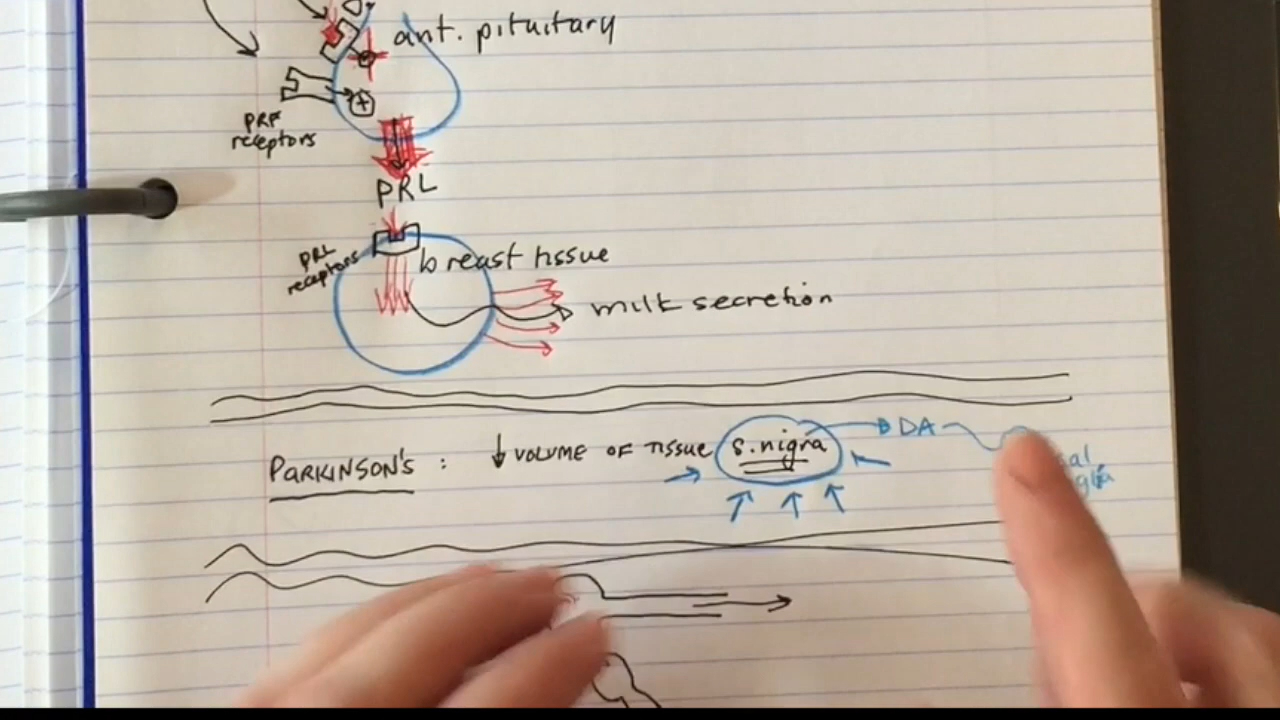 ant. pituitary
PRF
receptors
PRL
PRL
receptors
breast tissue
milk secretion
PARKINSON'S : ↓ VOLUME OF TISSUE s.nigra → DA